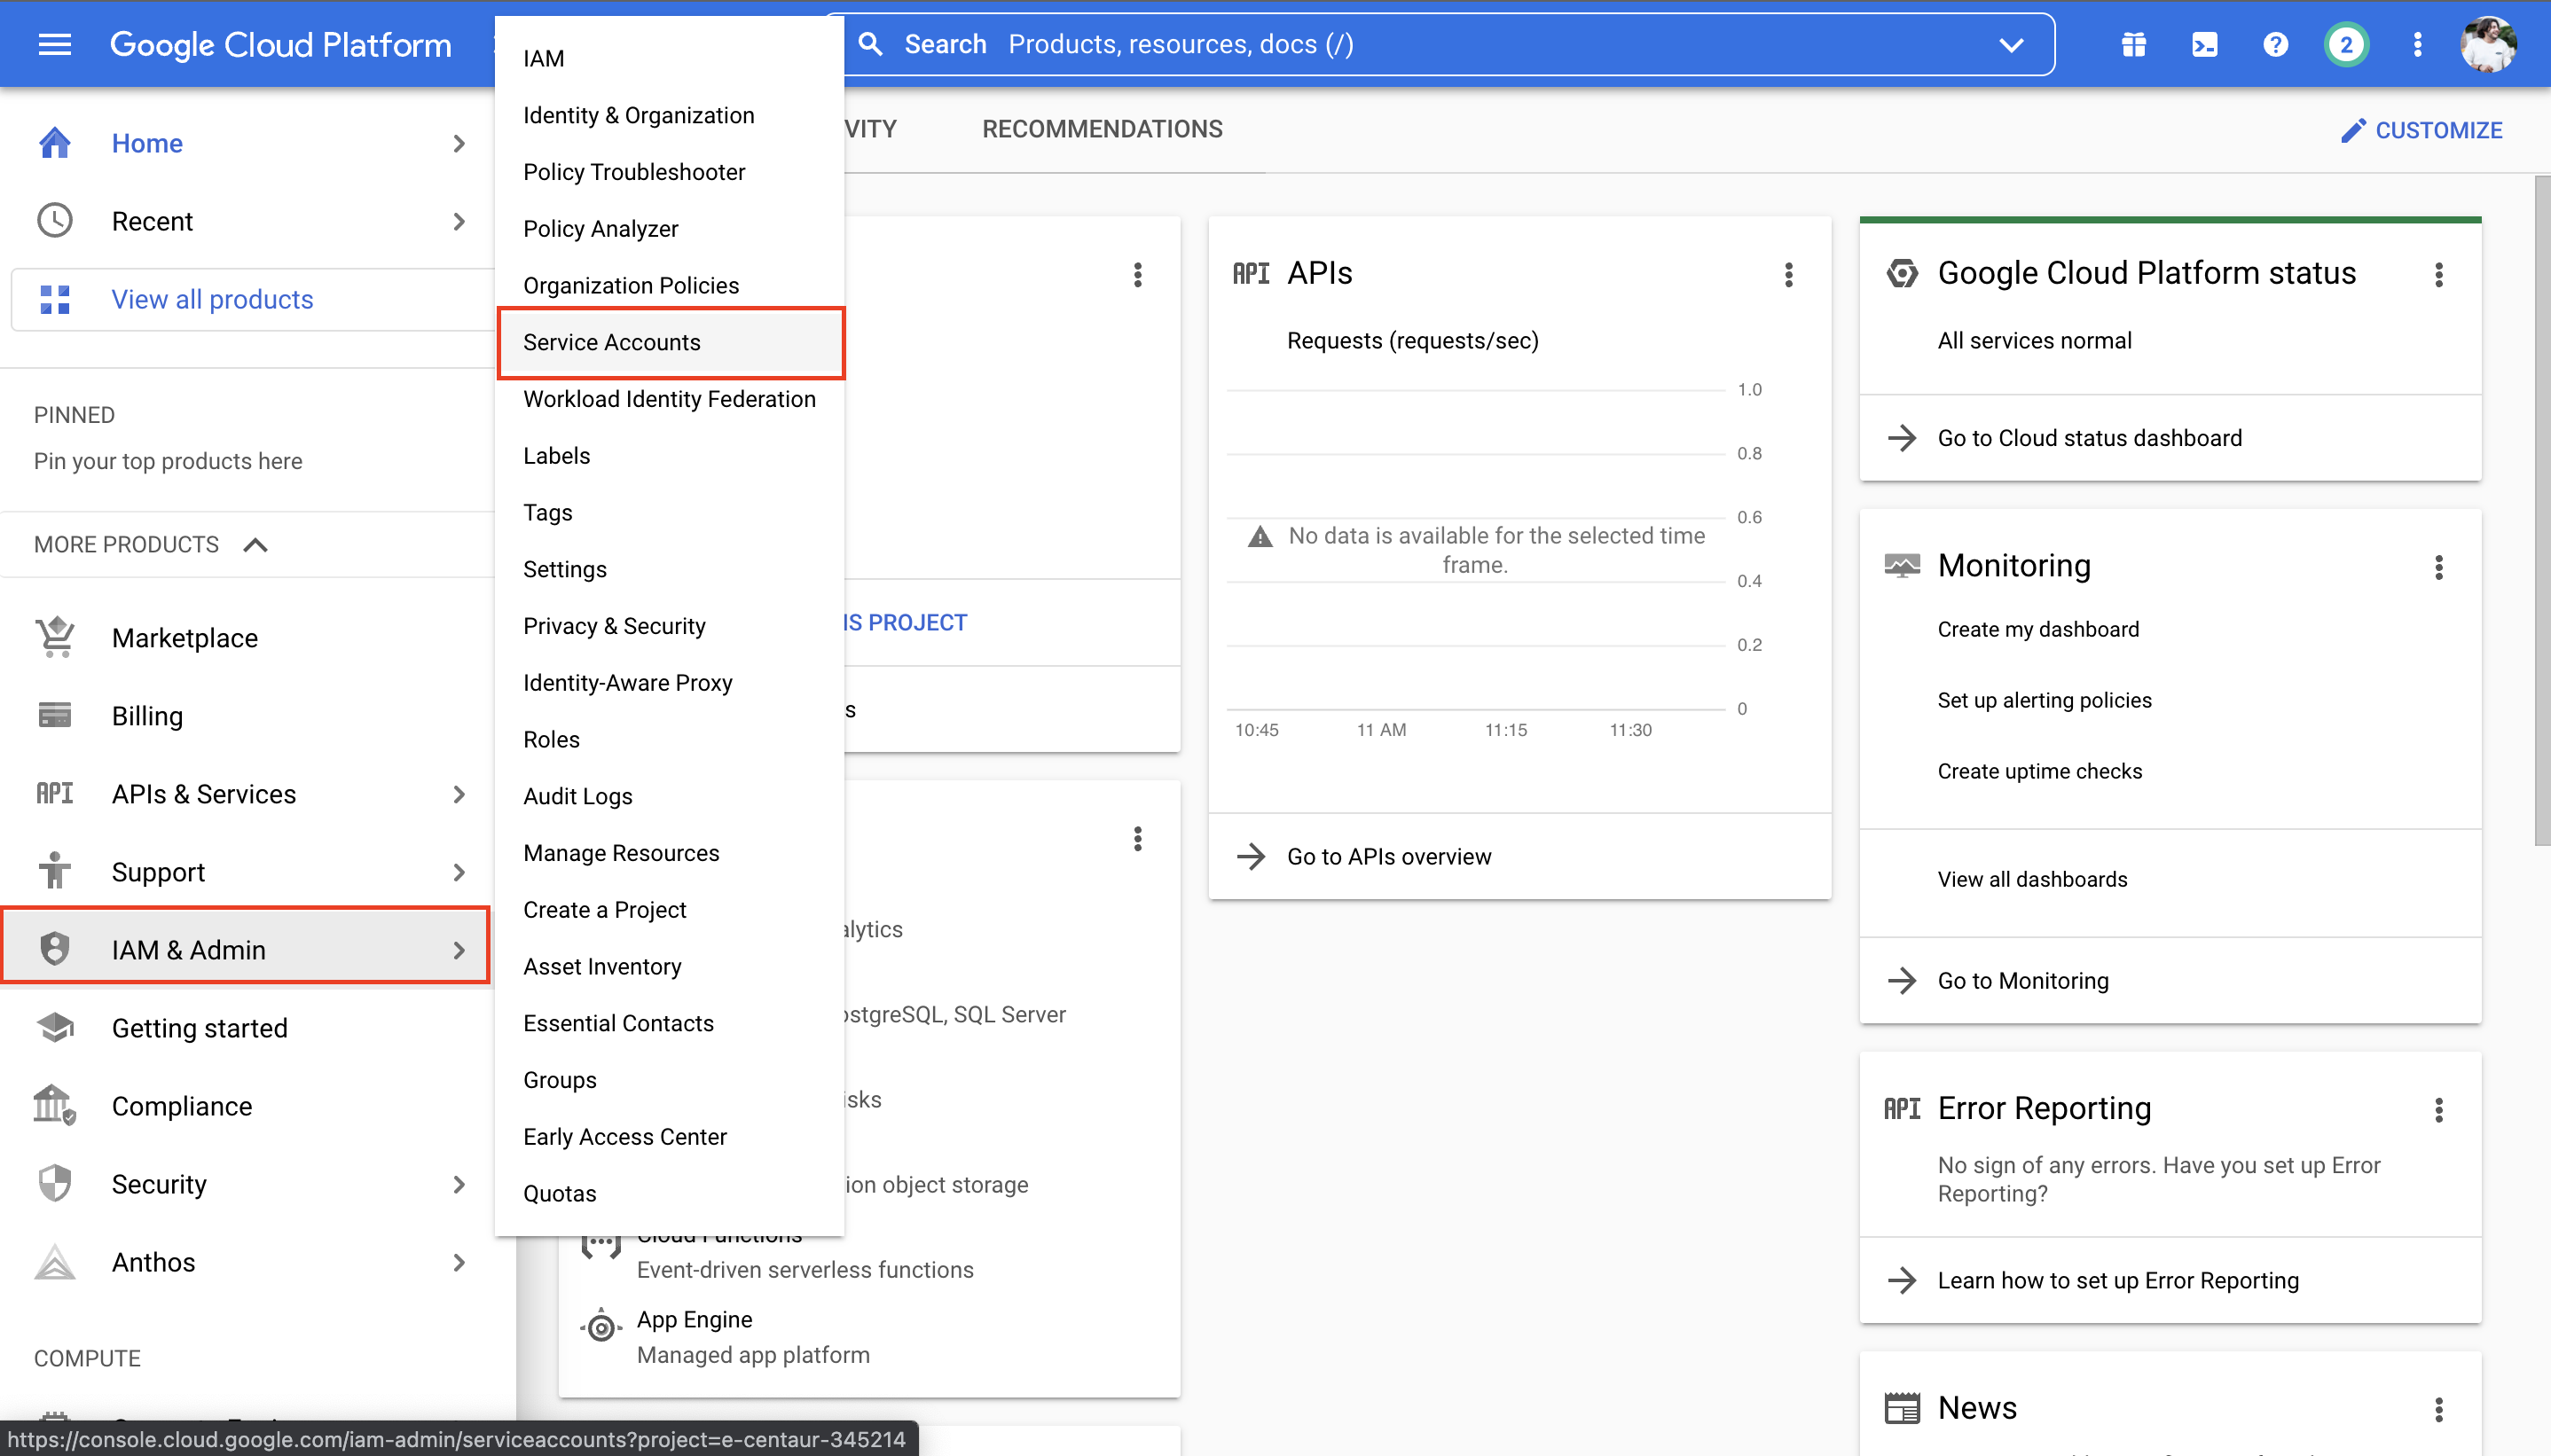 Google Cloud Platform
Search Products, resources, docs (/)
2
Home
Recent
View all products
PINNED
Pin your top products here
MORE PRODUCTS
Marketplace
Billing
API APIs & Services
Support
IAM & Admin
Getting started
Compliance
Security
Anthos
COMPUTE
https://console.cloud.google.com/iam-admin/serviceaccounts?project=e-centaur-345214
IAM
Identity & Organization
Policy Troubleshooter
Policy Analyzer
Organization Policies
Service Accounts
Workload Identity Federation
Labels
Tags
Settings
Privacy & Security
Identity-Aware Proxy
Roles
Audit Logs
Manage Resources
Create a Project
Asset Inventory
Essential Contacts
Groups
Early Access Center
Quotas
VITY
RECOMMENDATIONS
CUSTOMIZE
IS PROJECT
s
alytics
ostgreSQL, SQL Server
isks
ion object storage
Cloud Functions
Event-driven serverless functions
App Engine
Managed app platform
API APIs
Requests (requests/sec)
1.0
0.8
0.6
No data is available for the selected time
frame.
0.4
0.2
0
10:45 11 AM 11:15 11:30
Go to APIs overview
Google Cloud Platform status
All services normal
Go to Cloud status dashboard
Monitoring
Create my dashboard
Set up alerting policies
Create uptime checks
View all dashboards
Go to Monitoring
API Error Reporting
No sign of any errors. Have you set up Error
Reporting?
Learn how to set up Error Reporting
News